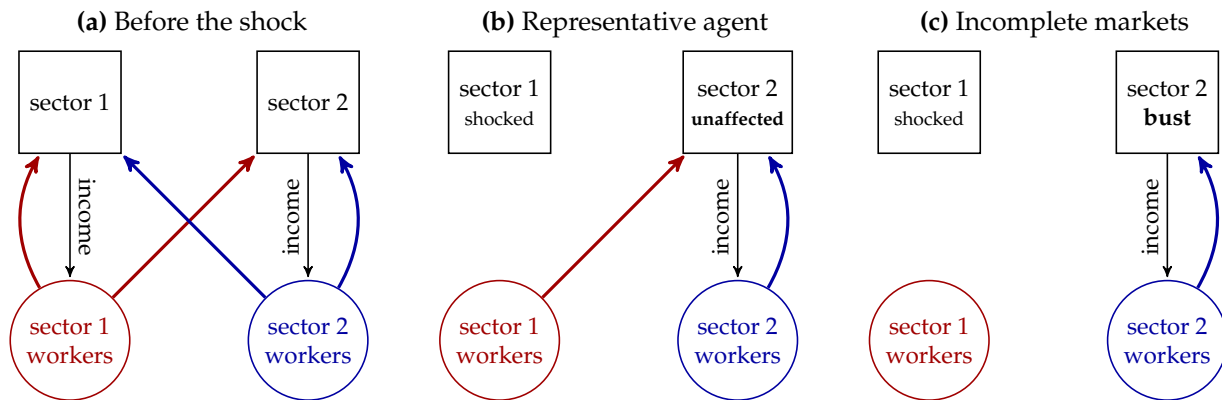 (a) Before the shock
sector 1
sector 2
income
income
sector 1
workers
sector 2
workers
(b) Representative agent
sector 1
shocked
sector 2
unaffected
income
sector 1
workers
sector 2
workers
(c) Incomplete markets
sector 1
shocked
sector 2
bust
income
sector 1
workers
sector 2
workers